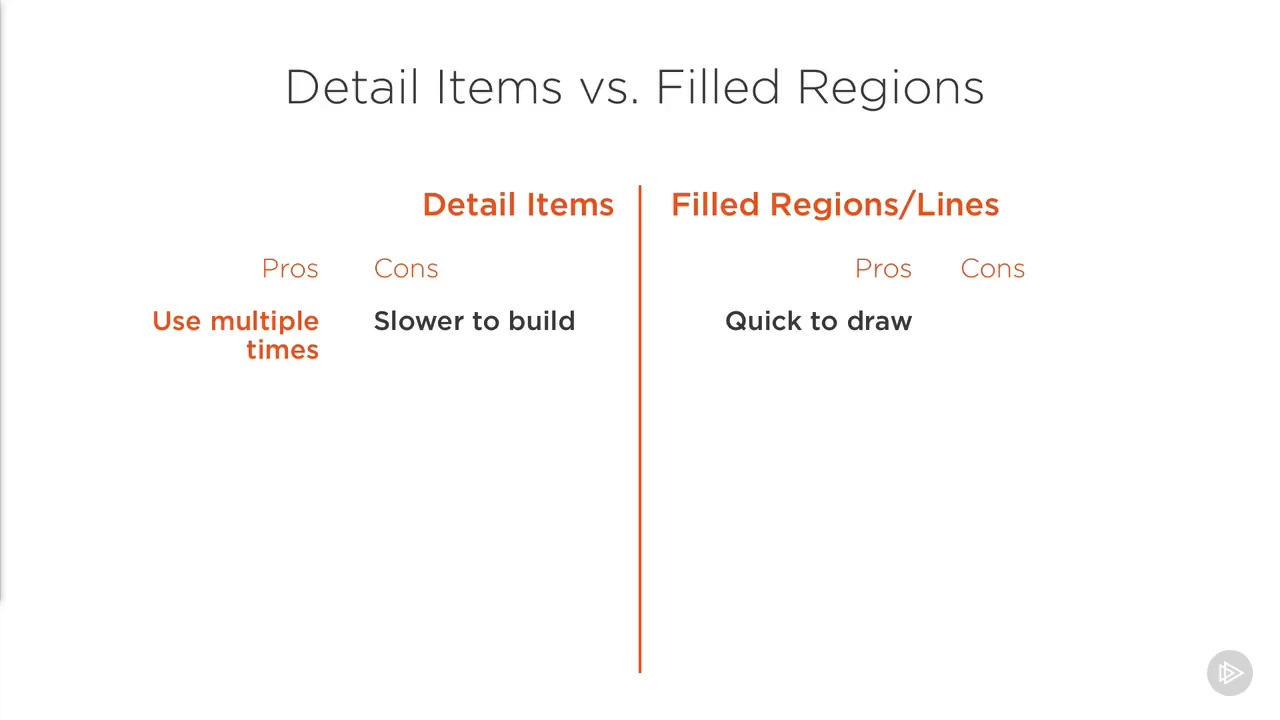 Detail Items vs. Filled Regions
Detail Items
Filled Regions/Lines
Pros
Cons
Pros
Cons
Use multiple
times
Slower to build
Quick to draw